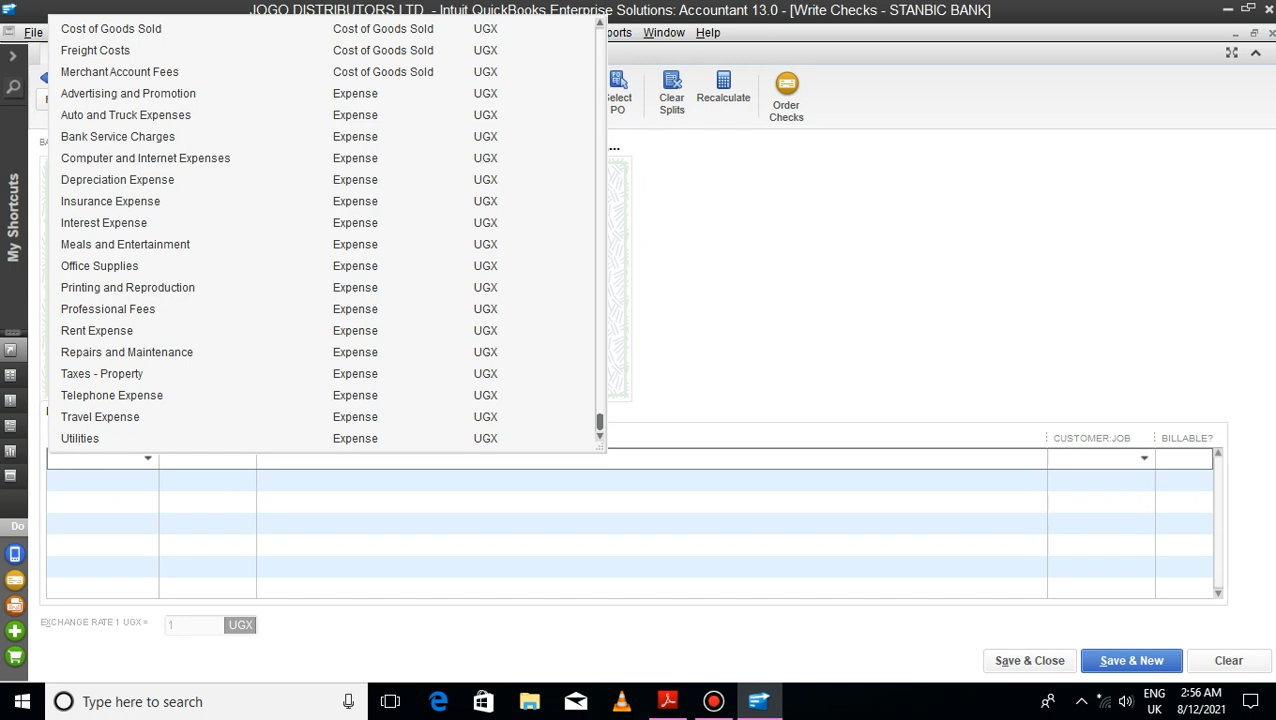 JOGO DISTRIBUTORS LTD. - Intuit QuickBooks Enterprise Solutions: Accountant 13.0 - [Write Checks - STANBIC BANK]
File
Window
Help
My Shortcuts
Do
Select PO
Clear Splits
Recalculate
Order Checks
Cost of Goods Sold Cost of Goods Sold UGX
Freight Costs Cost of Goods Sold UGX
Merchant Account Fees Cost of Goods Sold UGX
Advertising and Promotion Expense UGX
Auto and Truck Expenses Expense UGX
Bank Service Charges Expense UGX
Computer and Internet Expenses Expense UGX
Depreciation Expense Expense UGX
Insurance Expense Expense UGX
Interest Expense Expense UGX
Meals and Entertainment Expense UGX
Office Supplies Expense UGX
Printing and Reproduction Expense UGX
Professional Fees Expense UGX
Rent Expense Expense UGX
Repairs and Maintenance Expense UGX
Taxes - Property Expense UGX
Telephone Expense Expense UGX
Travel Expense Expense UGX
Utilities Expense UGX
CUSTOMER:JOB BILLABLE?
EXCHANGE RATE 1 UGX = 1 UGX
Save & Close Save & New Clear
Type here to search
ENG 2:56 AM
UK 8/12/2021